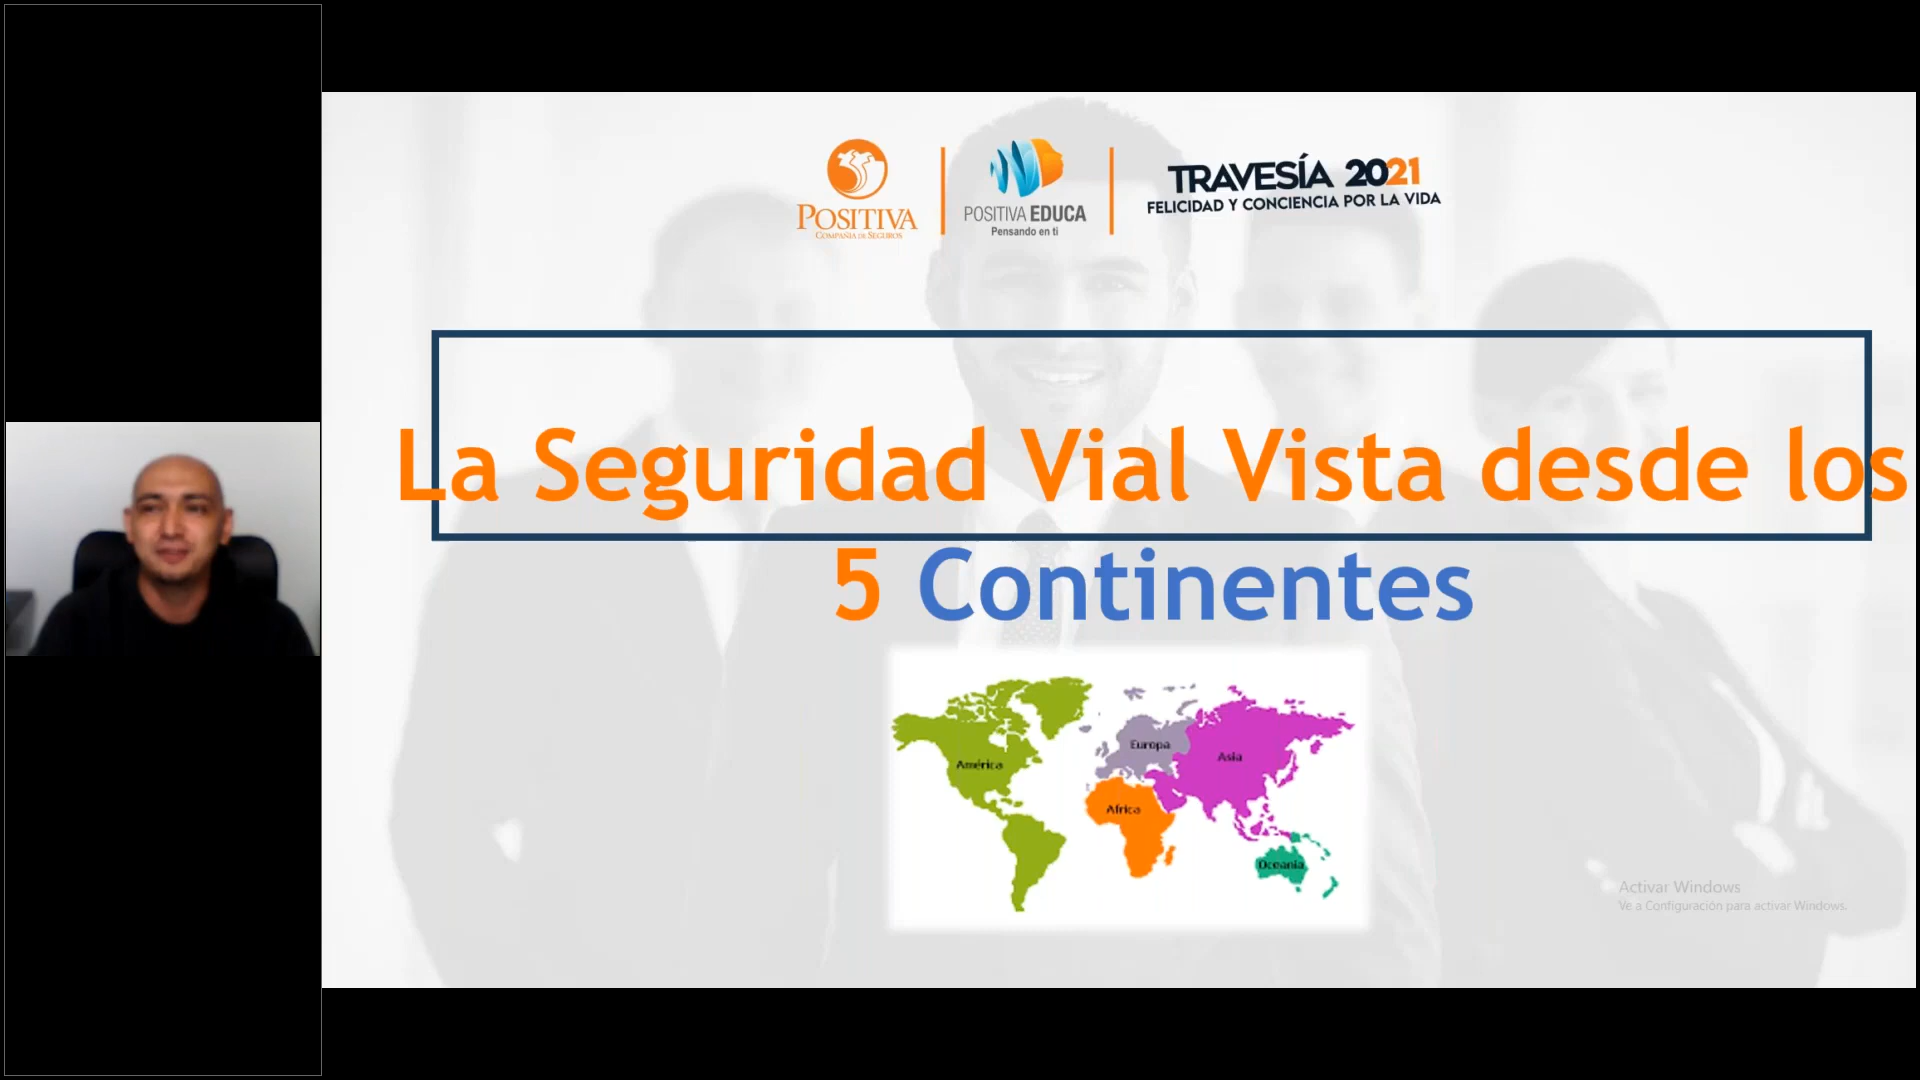 POSITIVA
COMPAÑIA DE SEGUROS
POSITIVA EDUCA
Pensando en ti
TRAVESÍA 2021
FELICIDAD Y CONCIENCIA POR LA VIDA
La Seguridad Vial Vista desde los
5 Continentes
América
Europa
Asia
Africa
Oceania
Activar Windows
Ve a Configuración para activar Windows.